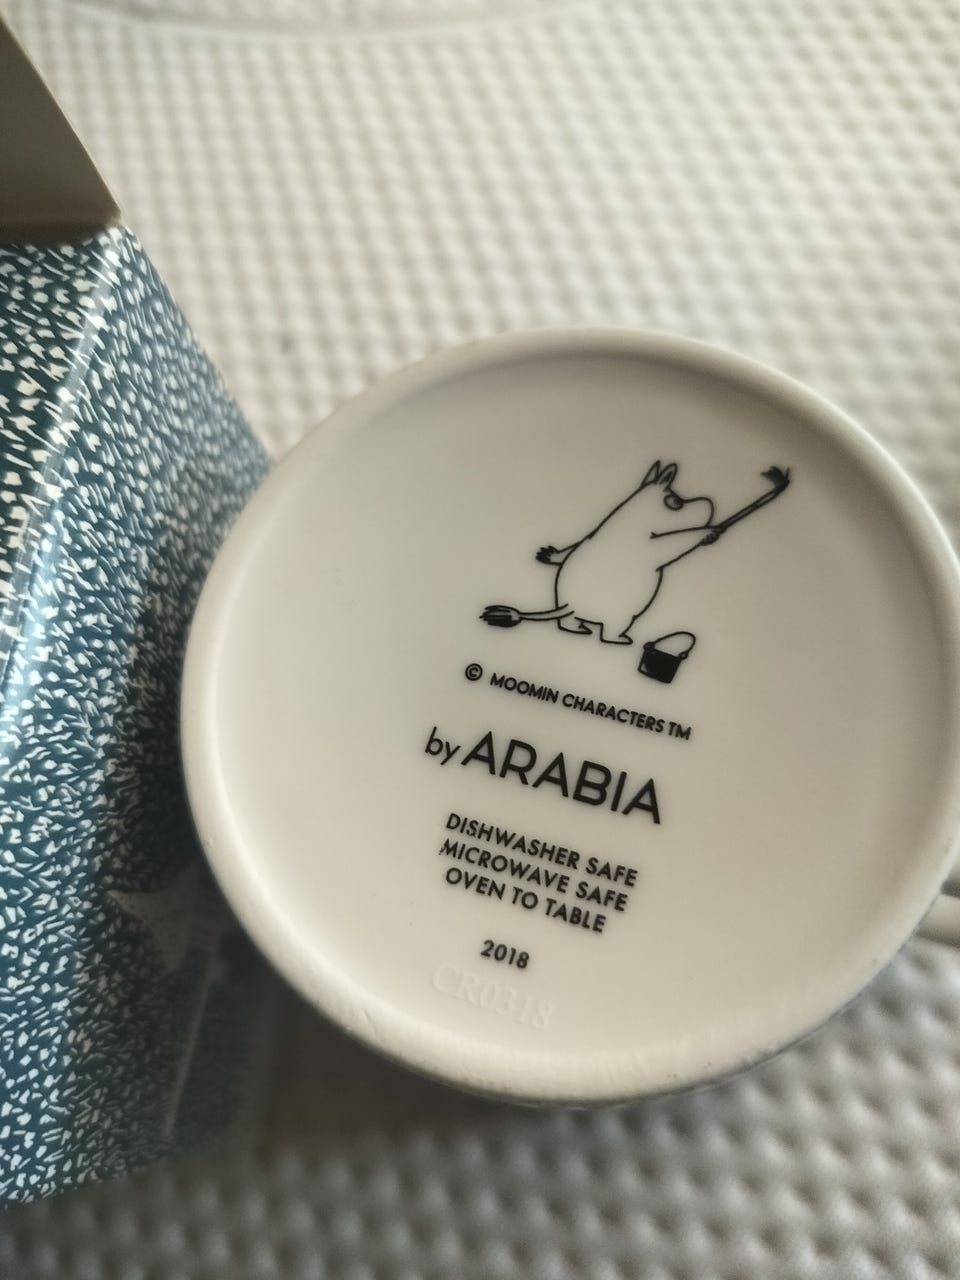 © MOOMIN CHARACTERS TM
by ARABIA
DISHWASHER SAFE
MICROWAVE SAFE
OVEN TO TABLE
2018
CR0318